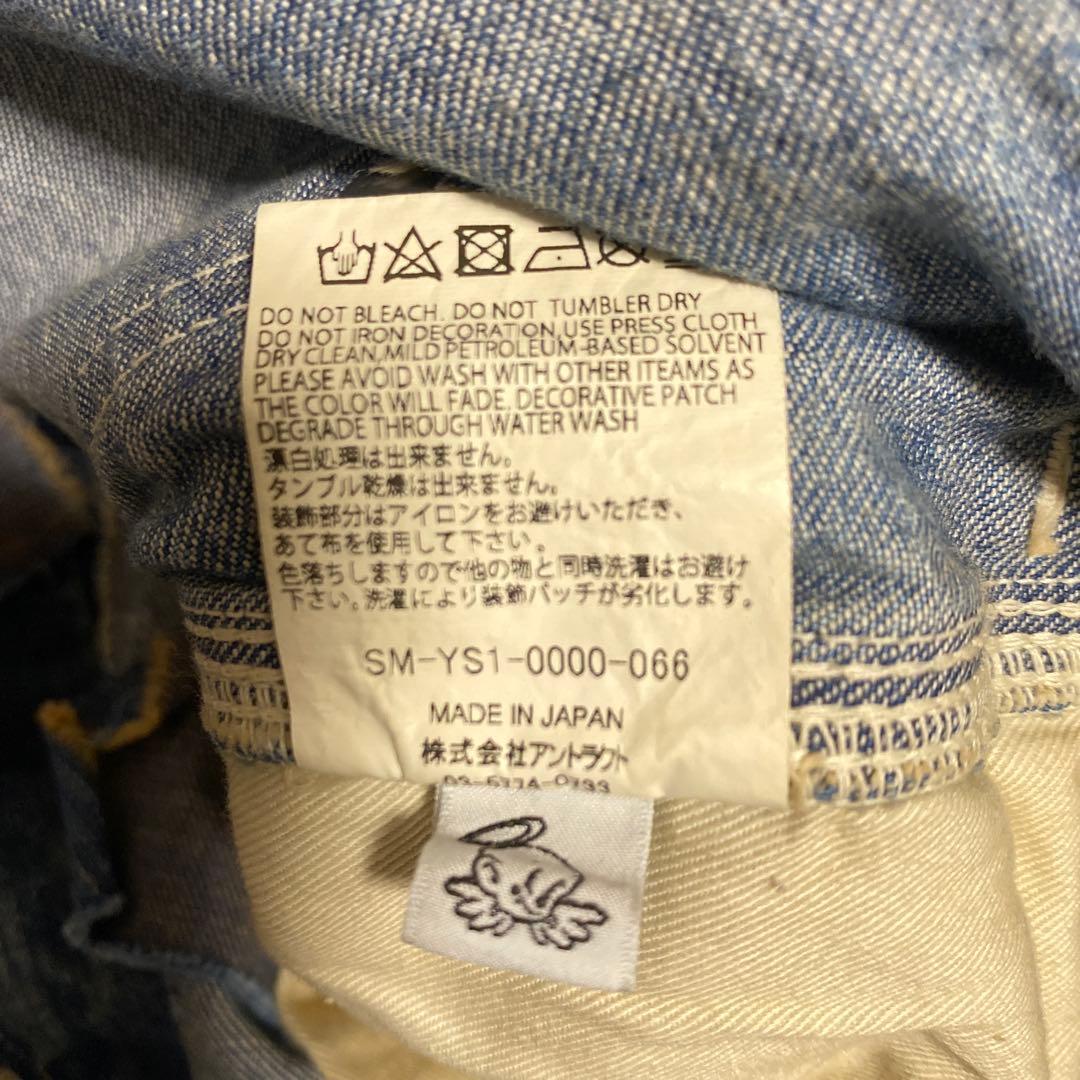 DO NOT BLEACH. DO NOT TUMBLER DRY
DO NOT IRON DECORATION,USE PRESS CLOTH
DRY CLEAN,MILD PETROLEUM-BASED SOLVENT
PLEASE AVOID WASH WITH OTHER ITEAMS AS
THE COLOR WILL FADE, DECORATIVE PATCH
DEGRADE THROUGH WATER WASH
漂白処理は出来ません。
タンブル乾燥は出来ません。
装飾部分はアイロンをお避けいただき、
あて布を使用して下さい。
色落ちしますので他の物と同時洗濯はお避け
下さい。洗濯により装飾パッチが劣化します。
SM-YS1-0000-066
MADE IN JAPAN
株式会社アントラクト